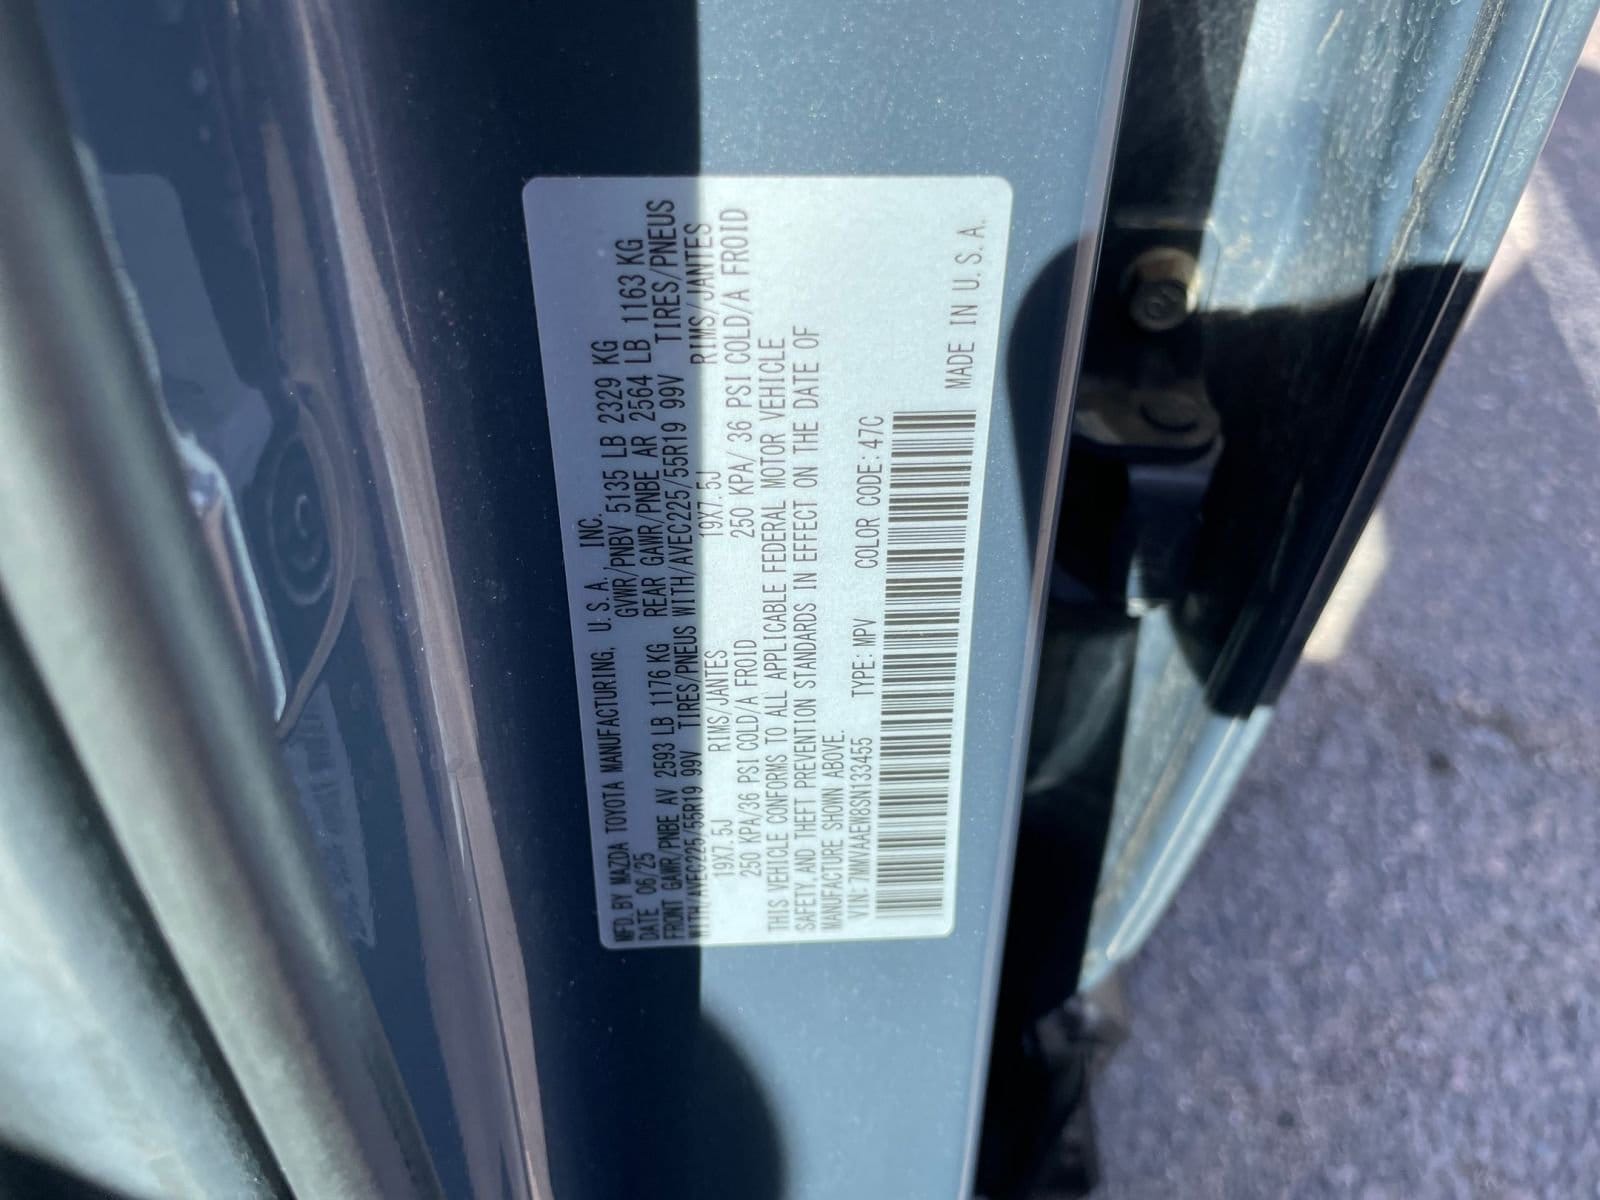 MFD. BY MAZDA TOYOTA MANUFACTURING, U.S.A., INC.
DATE 06/25 GVWR/PNBV 5135 LB 2329 KG
FRONT GAWR/PNBE AV 2593 LB 1176 KG REAR GAWR/PNBE AR 2564 LB 1163 KG
WITH/AVEC225/55R19 99V TIRES/PNEUS WITH/AVEC225/55R19 99V TIRES/PNEUS
19X7.5J RIMS/JANTES 19X7.5J RIMS/JANTES
250 KPA/36 PSI COLD/A FROID 250 KPA/ 36 PSI COLD/A FROID
THIS VEHICLE CONFORMS TO ALL APPLICABLE FEDERAL MOTOR VEHICLE
SAFETY AND THEFT PREVENTION STANDARDS IN EFFECT ON THE DATE OF
MANUFACTURE SHOWN ABOVE.
VIN: 7MMVAAEW8SN133455 TYPE: MPV COLOR CODE: 47C
MADE IN U.S.A.